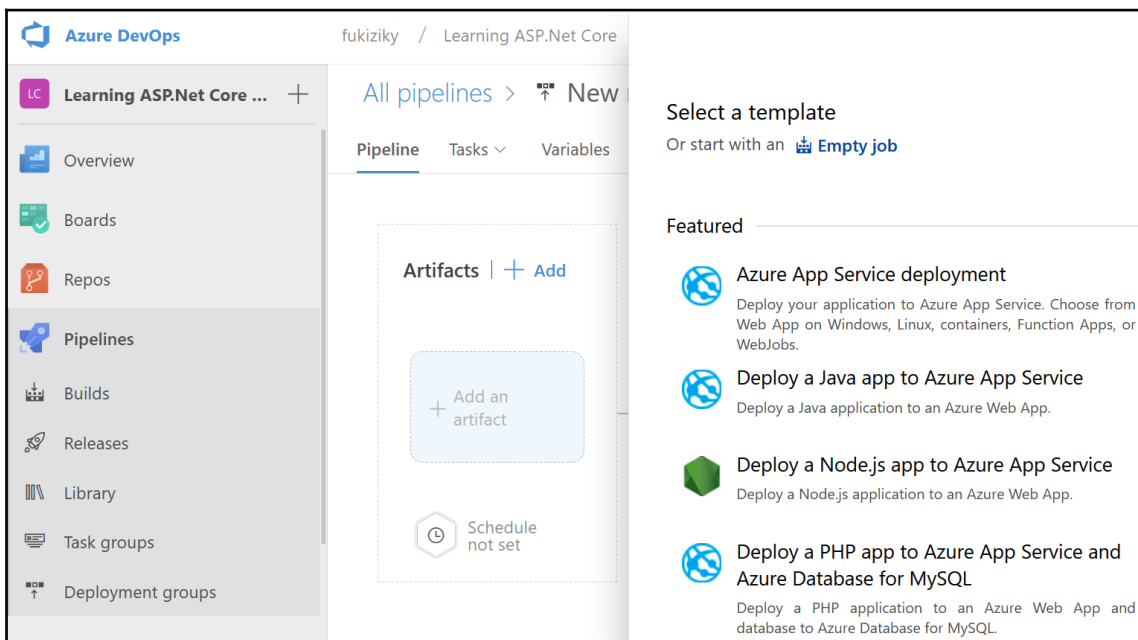 Azure DevOps
fukiziky / Learning ASP.Net Core
LC
Learning ASP.Net Core ...
Overview
Boards
Repos
Pipelines
Builds
Releases
Library
Task groups
Deployment groups
All pipelines > New
Pipeline Tasks Variables
Artifacts | + Add
Add an
artifact
Schedule
not set
Select a template
Or start with an Empty job
Featured
Azure App Service deployment
Deploy your application to Azure App Service. Choose from
Web App on Windows, Linux, containers, Function Apps, or
WebJobs.
Deploy a Java app to Azure App Service
Deploy a Java application to an Azure Web App.
Deploy a Node.js app to Azure App Service
Deploy a Node.js application to an Azure Web App.
Deploy a PHP app to Azure App Service and
Azure Database for MySQL
Deploy a PHP application to an Azure Web App and
database to Azure Database for MySQL.